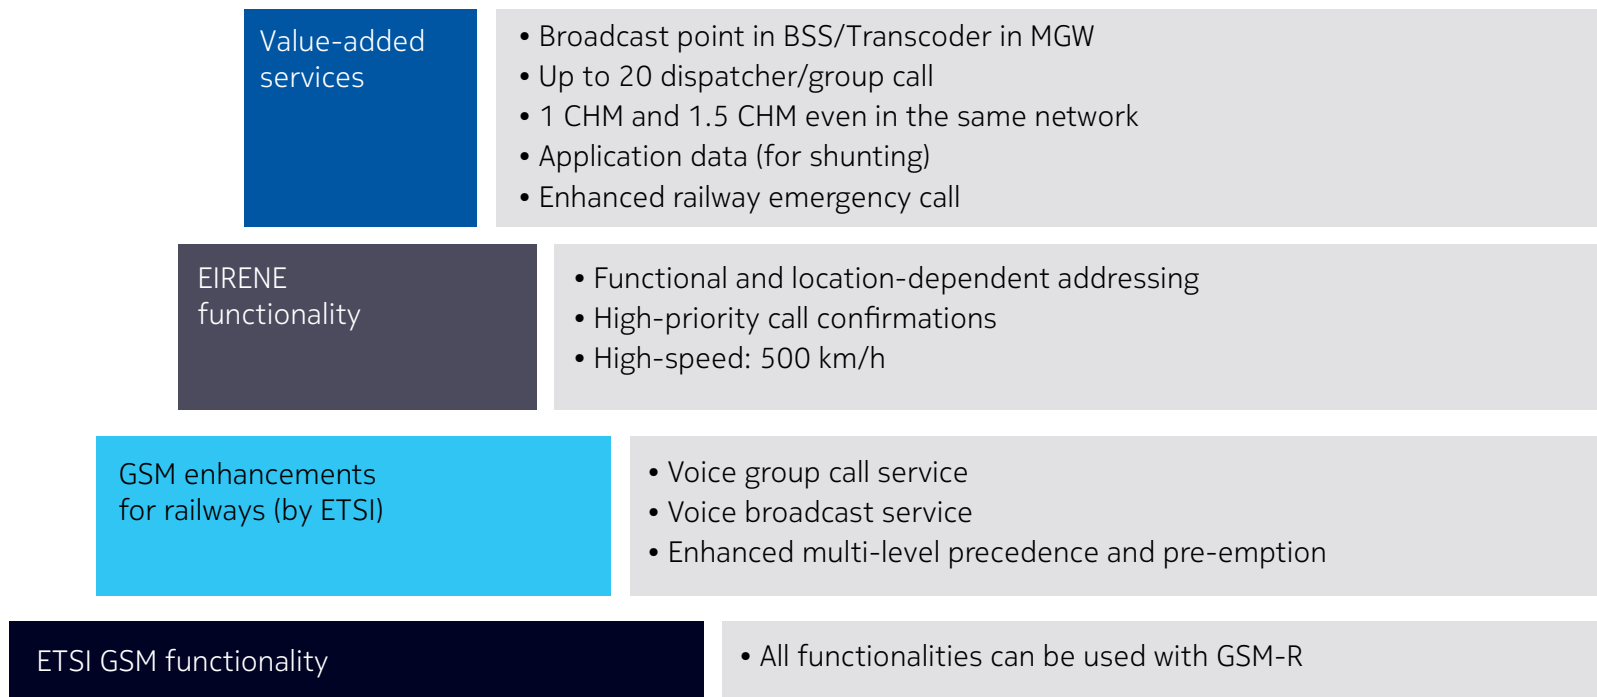 Value-added
services
• Broadcast point in BSS/Transcoder in MGW
• Up to 20 dispatcher/group call
• 1 CHM and 1.5 CHM even in the same network
• Application data (for shunting)
• Enhanced railway emergency call
EIRENE
functionality
• Functional and location-dependent addressing
• High-priority call confirmations
• High-speed: 500 km/h
GSM enhancements
for railways (by ETSI)
• Voice group call service
• Voice broadcast service
• Enhanced multi-level precedence and pre-emption
ETSI GSM functionality
• All functionalities can be used with GSM-R